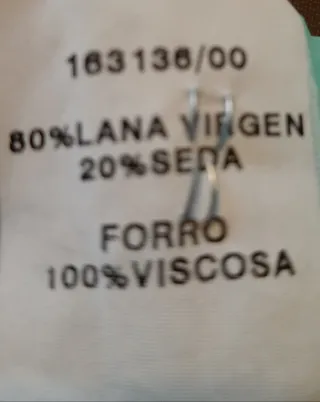 163136/00
80%LANA VIRGEN
20%SEDA
FORRO
100%VISCOSA